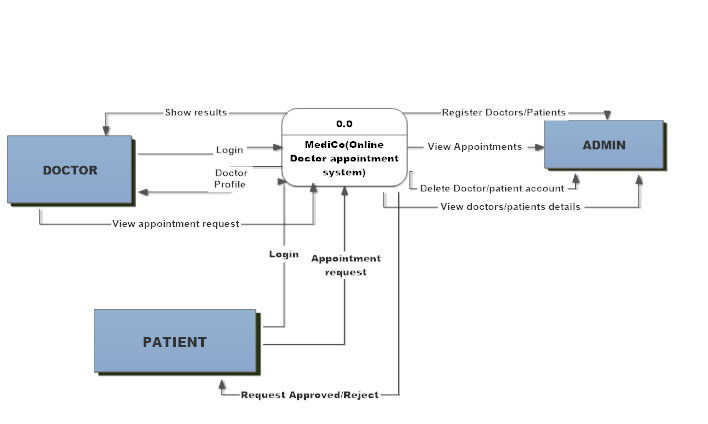 Show results
Register Doctors/Patients
0.0
MediCo(Online
Doctor appointment
system)
Login
View Appointments
ADMIN
DOCTOR
Doctor
Profile
Delete Doctor/patient account
View doctors/patients details
View appointment request
Login
Appointment
request
PATIENT
Request Approved/Reject